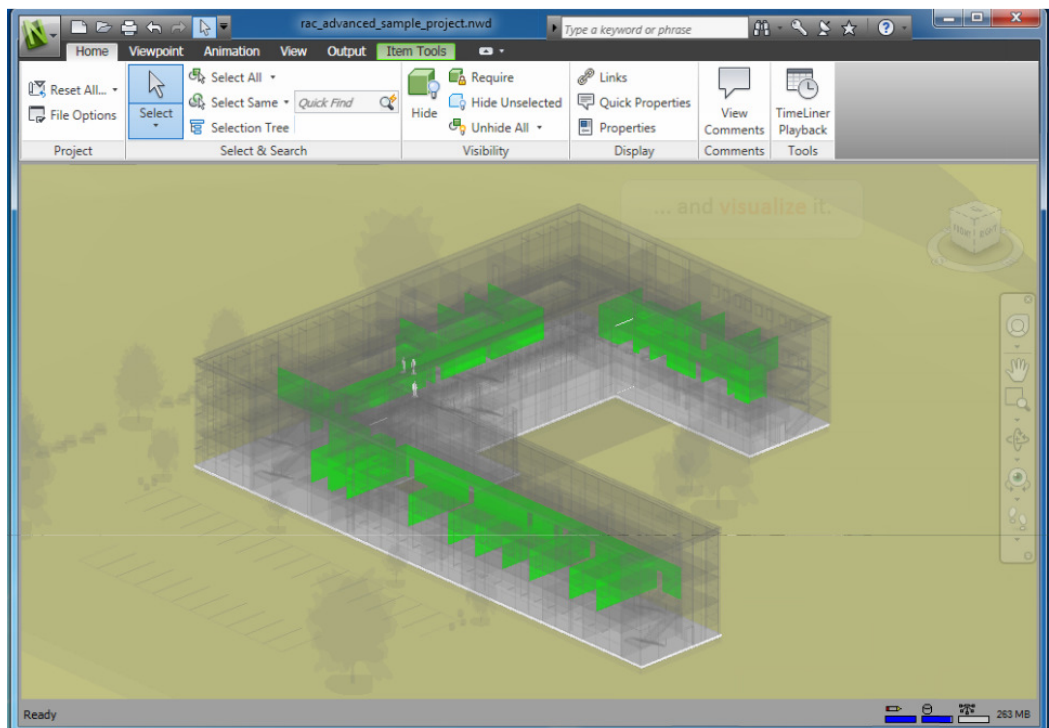 rac_advanced_sample_project.nwd
Type a keyword or phrase
Home Viewpoint Animation View Output Item Tools
Reset All...
File Options
Project
Select
Select All
Select Same
Quick Find
Selection Tree
Select & Search
Hide
Require
Hide Unselected
Unhide All
Visibility
Links
Quick Properties
Properties
Display
View
Comments
Comments
TimeLiner
Playback
Tools
... and visualize it.
FRONT RIGHT
Ready
263 MB